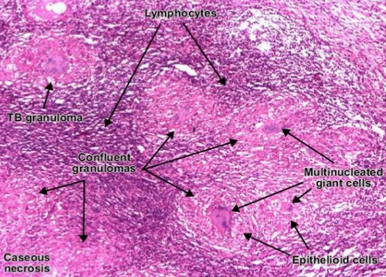 Lymphocytes
TB granuloma
Confluent
granulomas
Multinucleated
giant cells
Caseous
necrosis
Epithelioid cells